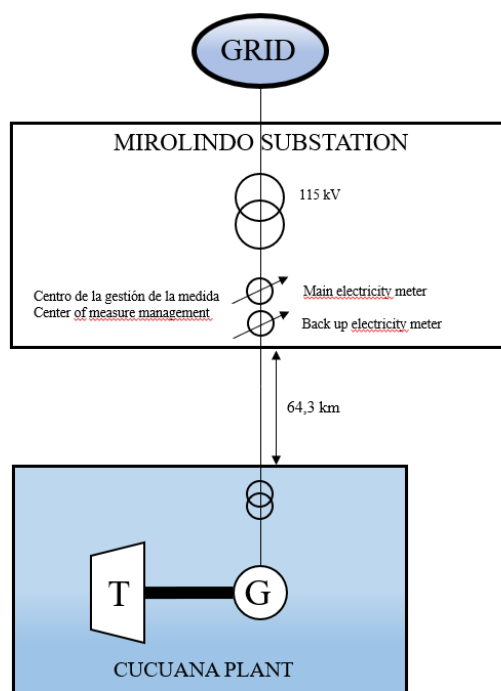 GRID
MIROLINDO SUBSTATION
115 kV
Centro de la gestión de la medida
Center of measure management
Main electricity meter
Back up electricity meter
64,3 km
T
G
CUCUANA PLANT